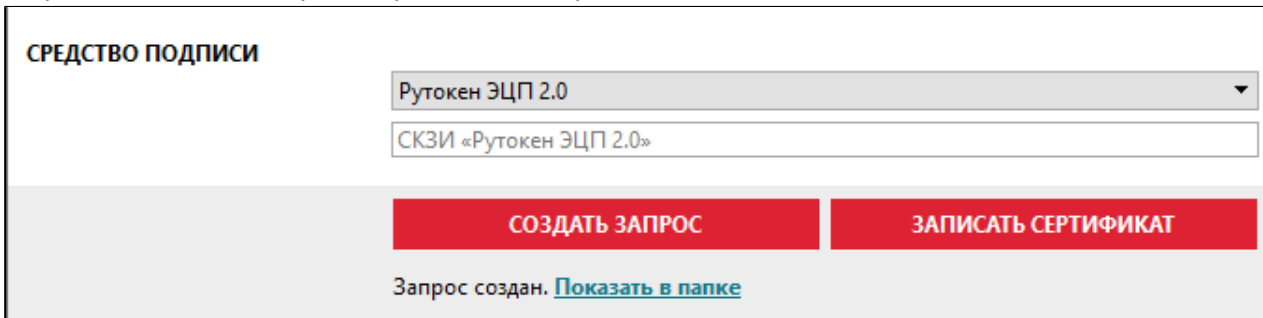 СРЕДСТВО ПОДПИСИ
Рутокен ЭЦП 2.0
СКЗИ «Рутокен ЭЦП 2.0»
СОЗДАТЬ ЗАПРОС ЗАПИСАТЬ СЕРТИФИКАТ
Запрос создан. Показать в папке